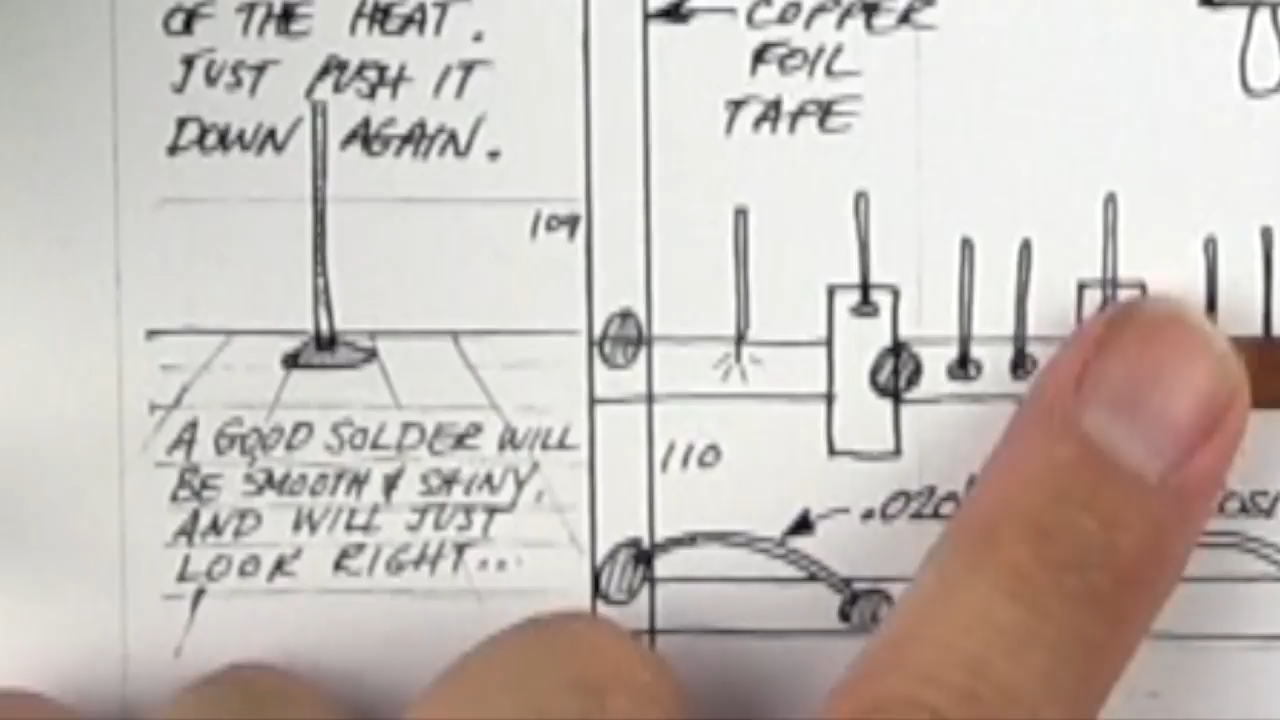 OF THE HEAT.
JUST PUSH IT
DOWN AGAIN.
109
A GOOD SOLDER WILL
BE SMOOTH & SHINY,
AND WILL JUST
LOOK RIGHT...
COPPER
FOIL
TAPE
110
.020"